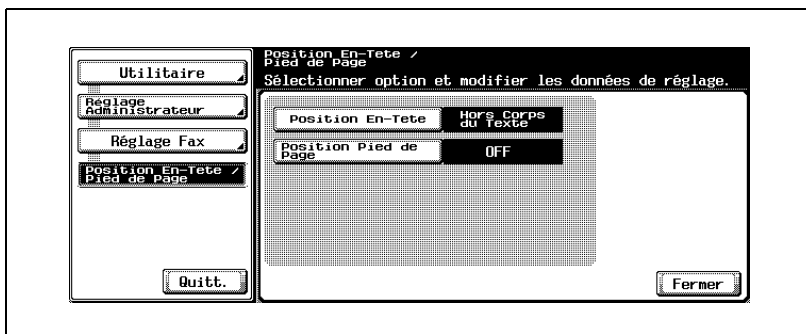 Utilitaire
Réglage
Administrateur
Réglage Fax
Position En-Tete /
Pied de Page
Quitt.
Position En-Tete /
Pied de Page
Sélectionner option et modifier les données de réglage.
Position En-Tete
Hors Corps
du Texte
Position Pied de
Page
OFF
Fermer